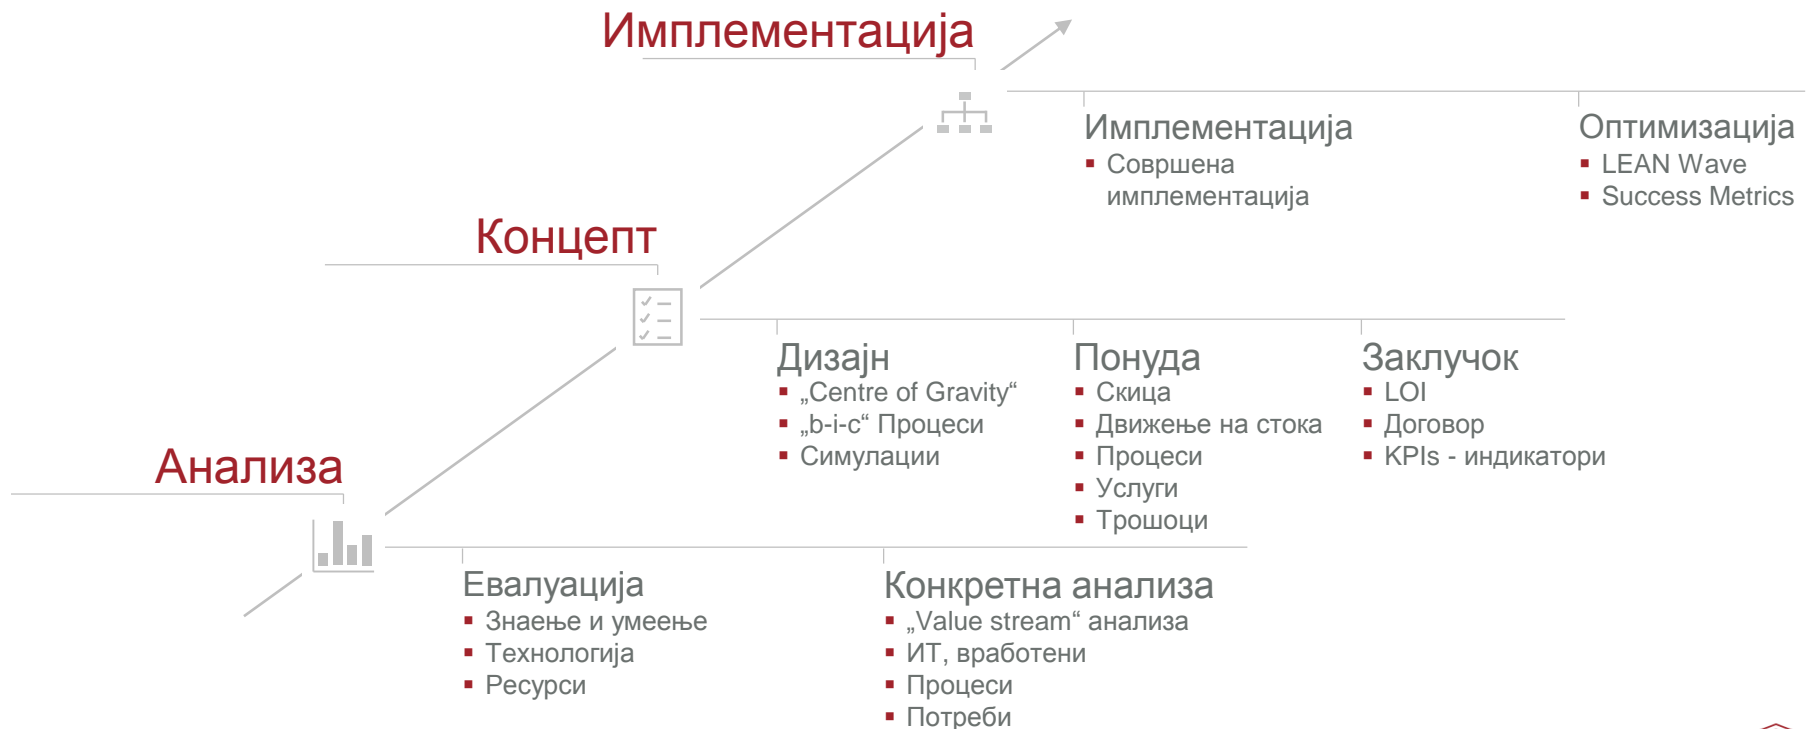 Имплементација
Имплементација
▪ Совршена
имплементација
Оптимизација
▪ LEAN Wave
▪ Success Metrics
Концепт
Дизајн
▪ „Centre of Gravity“
▪ „b-i-c“ Процеси
▪ Симулации
Понуда
▪ Скица
▪ Движење на стока
▪ Процеси
▪ Услуги
▪ Трошоци
Заклучок
▪ LOI
▪ Договор
▪ KPIs - индикатори
Анализа
Евалуација
▪ Знаење и умеење
▪ Технологија
▪ Ресурси
Конкретна анализа
▪ „Value stream“ анализа
▪ ИТ, вработени
▪ Процеси
▪ Потреби